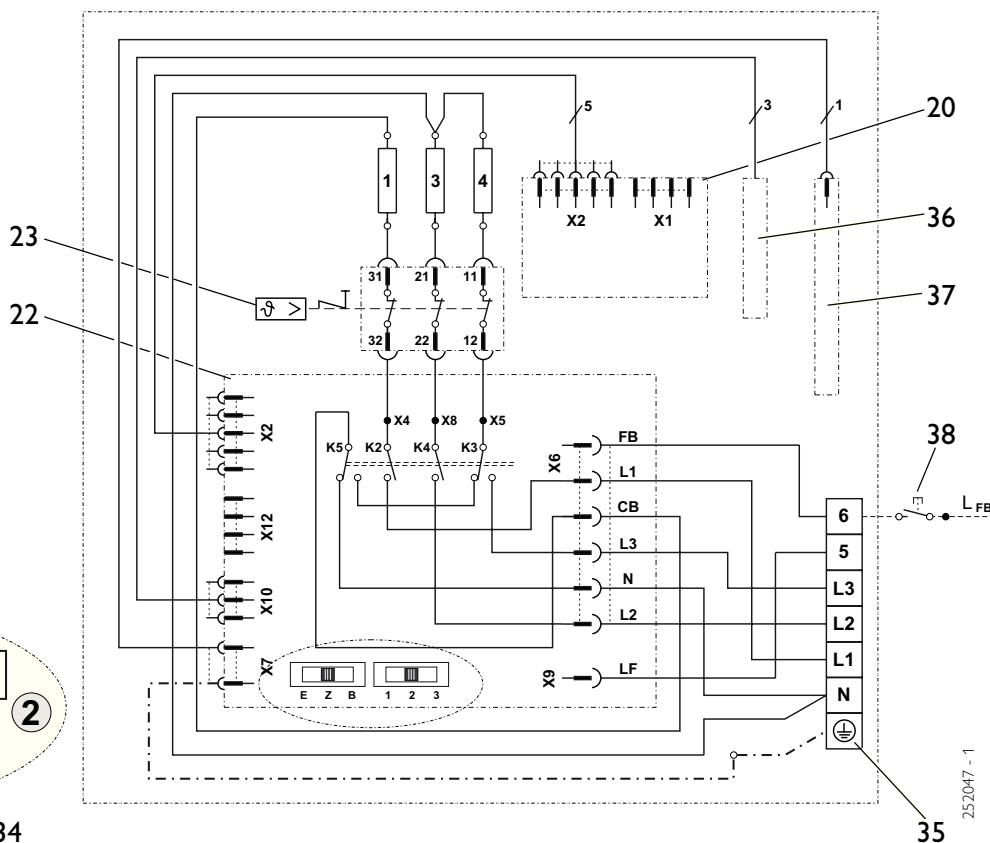 5
3
1
20
1
3
4
X2
X1
36
23
31
21
11
37
ϑ >
22
32
22
12
X4
X8
X5
38
X2
K5
K2
K4
K3
X6
FB
L1
CB
L3
N
L2
6
L FB
5
L3
L2
L1
N
X12
X10
X7
X9
LF
E Z B
1 2 3
2
252047 - 1
34
35